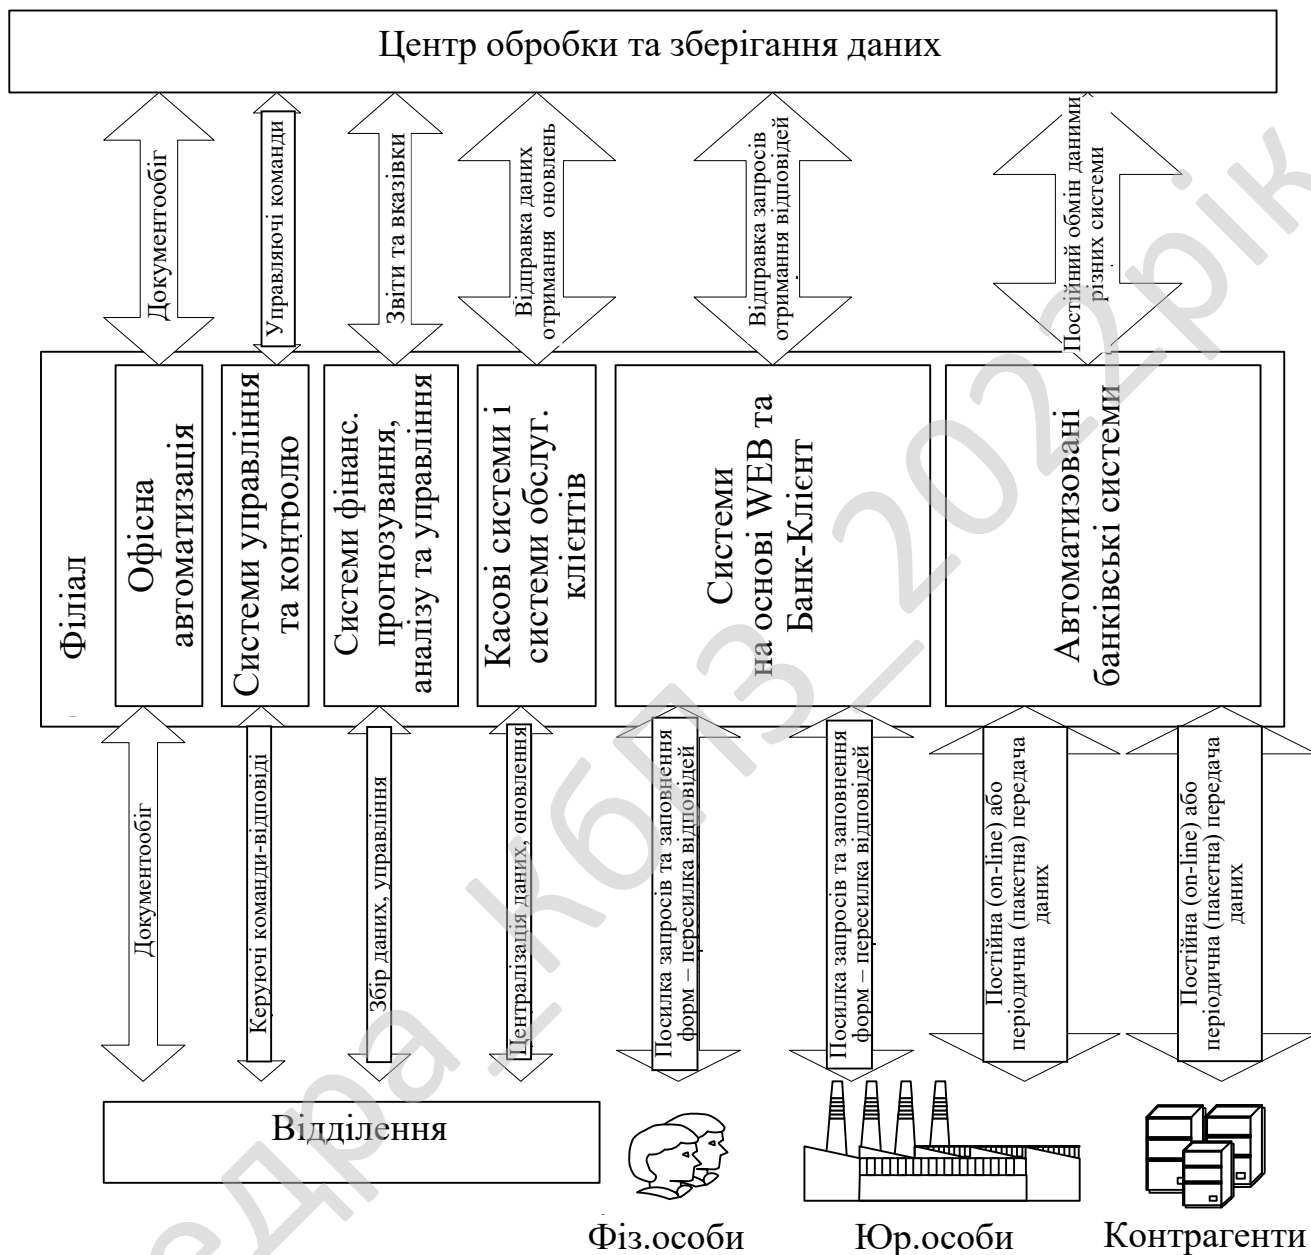 Центр обробки та зберігання даних
Документообіг
Управляючі команди
Звіти та вказівки
Відправка даних
отримання оновлень
Відправка запросів
отримання відповідей
Постійний обмін даними
різних системи
Філіал
Офісна
автоматизація
Системи управління
та контролю
Системи фінанс.
прогнозування,
аналізу та управління
Касові системи і
системи обслуг.
клієнтів
Системи
на основі WEB та
Банк-Клієнт
Автоматизовані
банківські системи
Документообіг
Керуючі команди-відповіді
Збір даних, управління
Централізація даних, оновлення
Посилка запросів та заповнення
форм – пересилка відповідей
Посилка запросів та заповнення
форм – пересилка відповідей
Постійна (on-line) або
періодична (пакетна) передача
даних
Постійна (on-line) або
періодична (пакетна) передача
даних
Відділення
Фіз.особи
Юр.особи
Контрагенти
едра_КбПЗ_2022рік